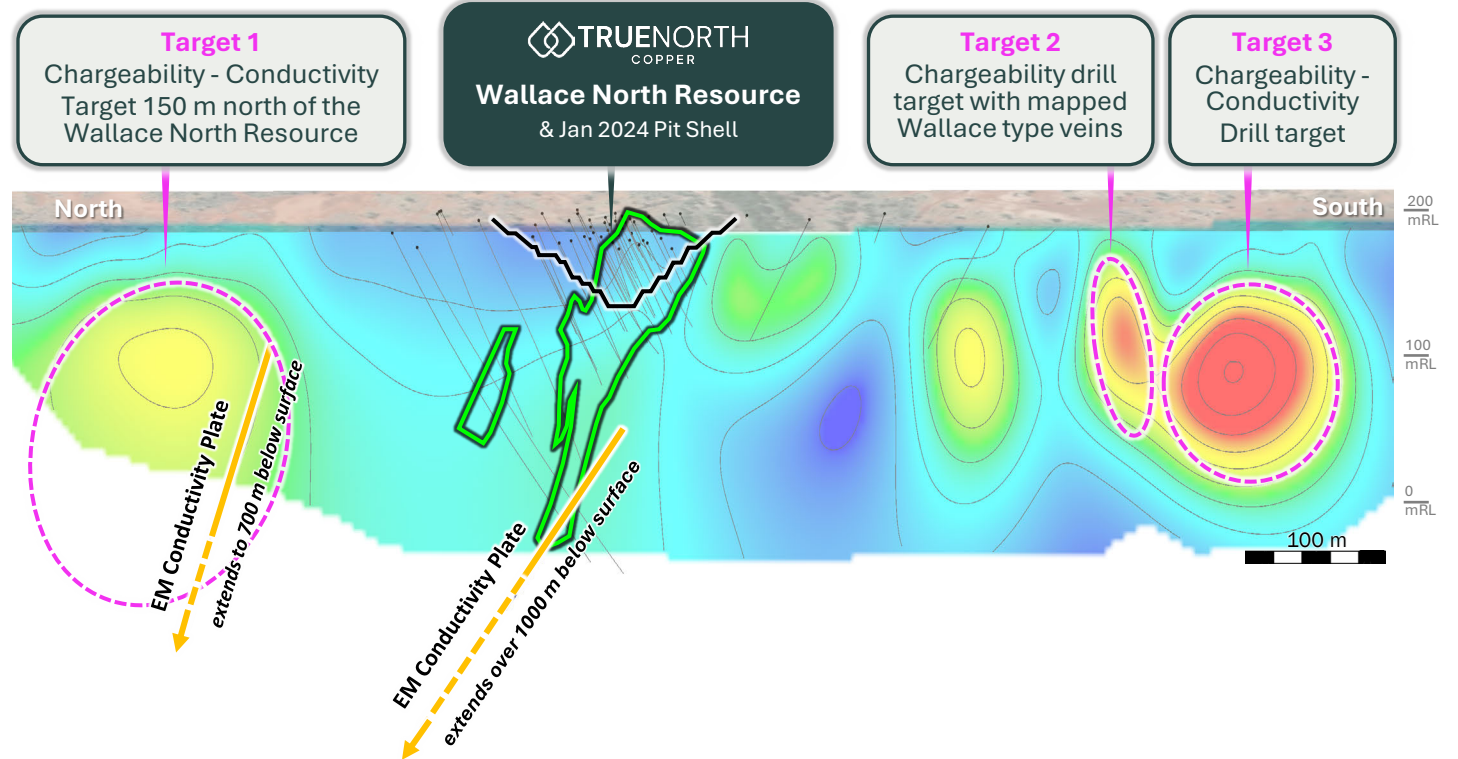 Target 1
Chargeability - Conductivity
Target 150 m north of the
Wallace North Resource
TRUENORTH
COPPER
Wallace North Resource
& Jan 2024 Pit Shell
Target 2
Chargeability drill
target with mapped
Wallace type veins
Target 3
Chargeability -
Conductivity
Drill target
North
South
200
mRL
100
mRL
0
mRL
EM Conductivity Plate
extends to 700 m below surface
EM Conductivity Plate
extends over 1000 m below surface
100 m